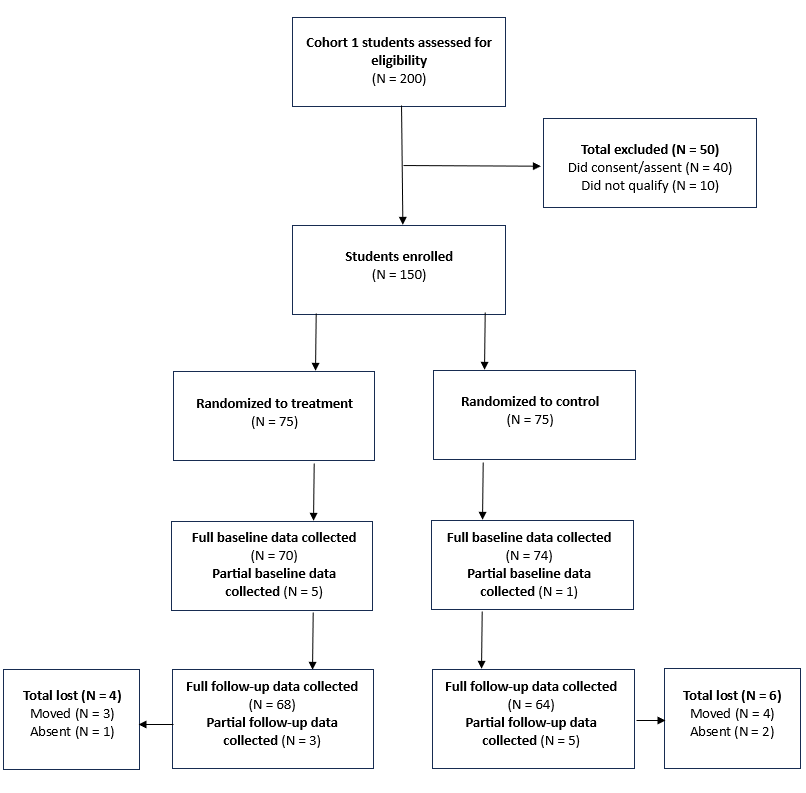 Cohort 1 students assessed for
eligibility
(N = 200)
Total excluded (N = 50)
Did consent/assent (N = 40)
Did not qualify (N = 10)
Students enrolled
(N = 150)
Randomized to treatment
(N = 75)
Randomized to control
(N = 75)
Full baseline data collected
(N = 70)
Partial baseline data
collected (N = 5)
Full baseline data collected
(N = 74)
Partial baseline data
collected (N = 1)
Total lost (N = 4)
Moved (N = 3)
Absent (N = 1)
Full follow-up data collected
(N = 68)
Partial follow-up data
collected (N = 3)
Full follow-up data collected
(N = 64)
Partial follow-up data
collected (N = 5)
Total lost (N = 6)
Moved (N = 4)
Absent (N = 2)